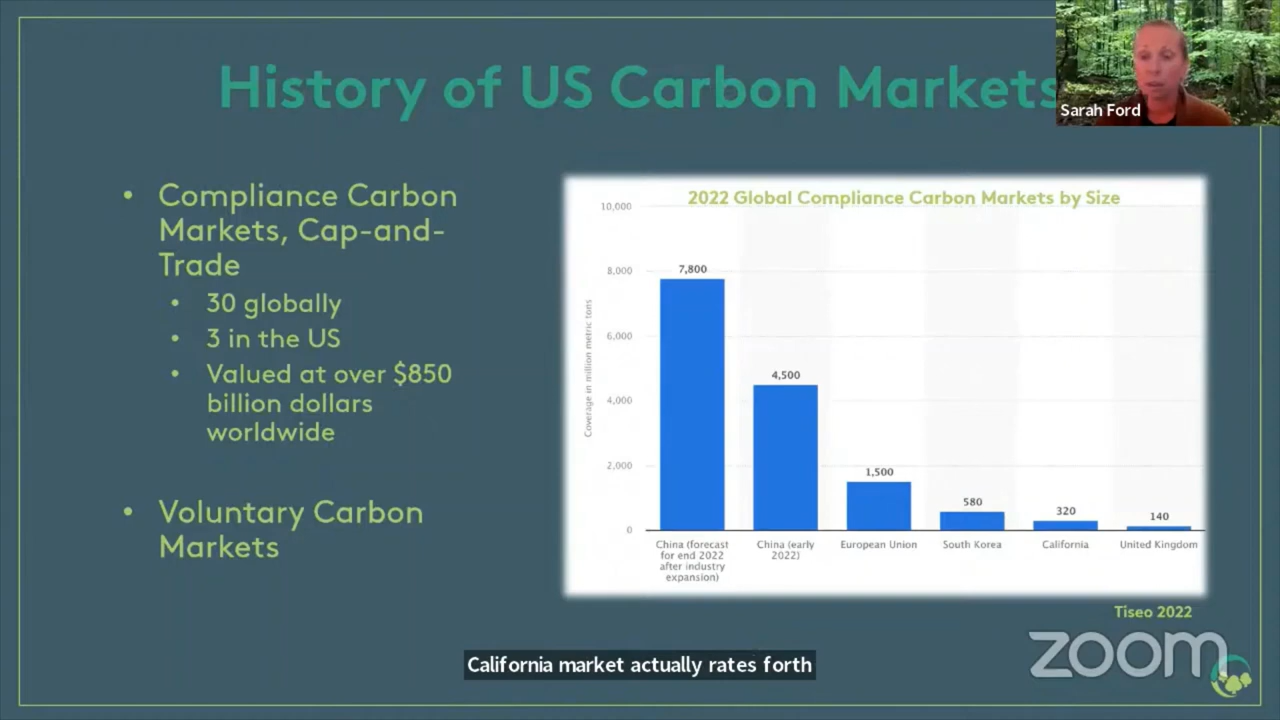 History of US Carbon Markets
Sarah Ford
• Compliance Carbon
Markets, Cap-and-
Trade
• 30 globally
• 3 in the US
• Valued at over $850
billion dollars
worldwide
• Voluntary Carbon
Markets
2022 Global Compliance Carbon Markets by Size
Coverage in million metric tons
10,000
8,000
6,000
4,000
2,000
0
7,800
4,500
1,500
580
320
140
China (forecast
for end 2022
after industry
expansion)
China (early
2022)
European Union
South Korea
California
United Kingdom
Tiseo 2022
zoom
California market actually rates forth